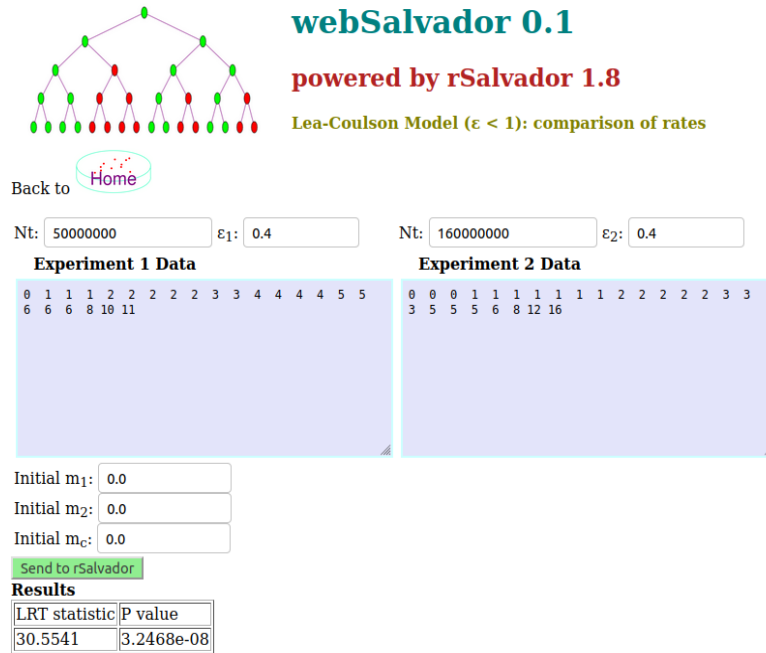 webSalvador 0.1
powered by rSalvador 1.8
Lea-Coulson Model (ε < 1): comparison of rates
Back to Home
Nt: 50000000 ε1: 0.4 Nt: 160000000 ε2: 0.4
Experiment 1 Data
0 1 1 1 2 2 2 2 2 3 3 4 4 4 4 5 5
6 6 6 8 10 11
Experiment 2 Data
0 0 0 1 1 1 1 1 1 1 2 2 2 2 2 3 3
3 5 5 5 6 8 12 16
Initial m1: 0.0
Initial m2: 0.0
Initial mc: 0.0
Send to rSalvador
Results
LRT statistic P value
30.5541 3.2468e-08